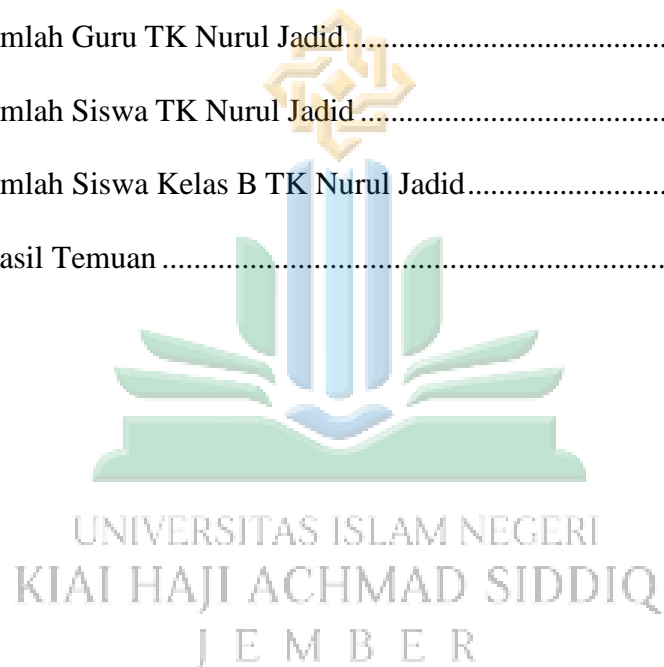 mlah Guru TK Nurul Jadid........................................
mlah Siswa TK Nurul Jadid ......................................
mlah Siswa Kelas B TK Nurul Jadid.........................
asil Temuan ...............................................................
UNIVERSITAS ISLAM NEGERI
KIAI HAJI ACHMAD SIDDIQ
J E M B E R